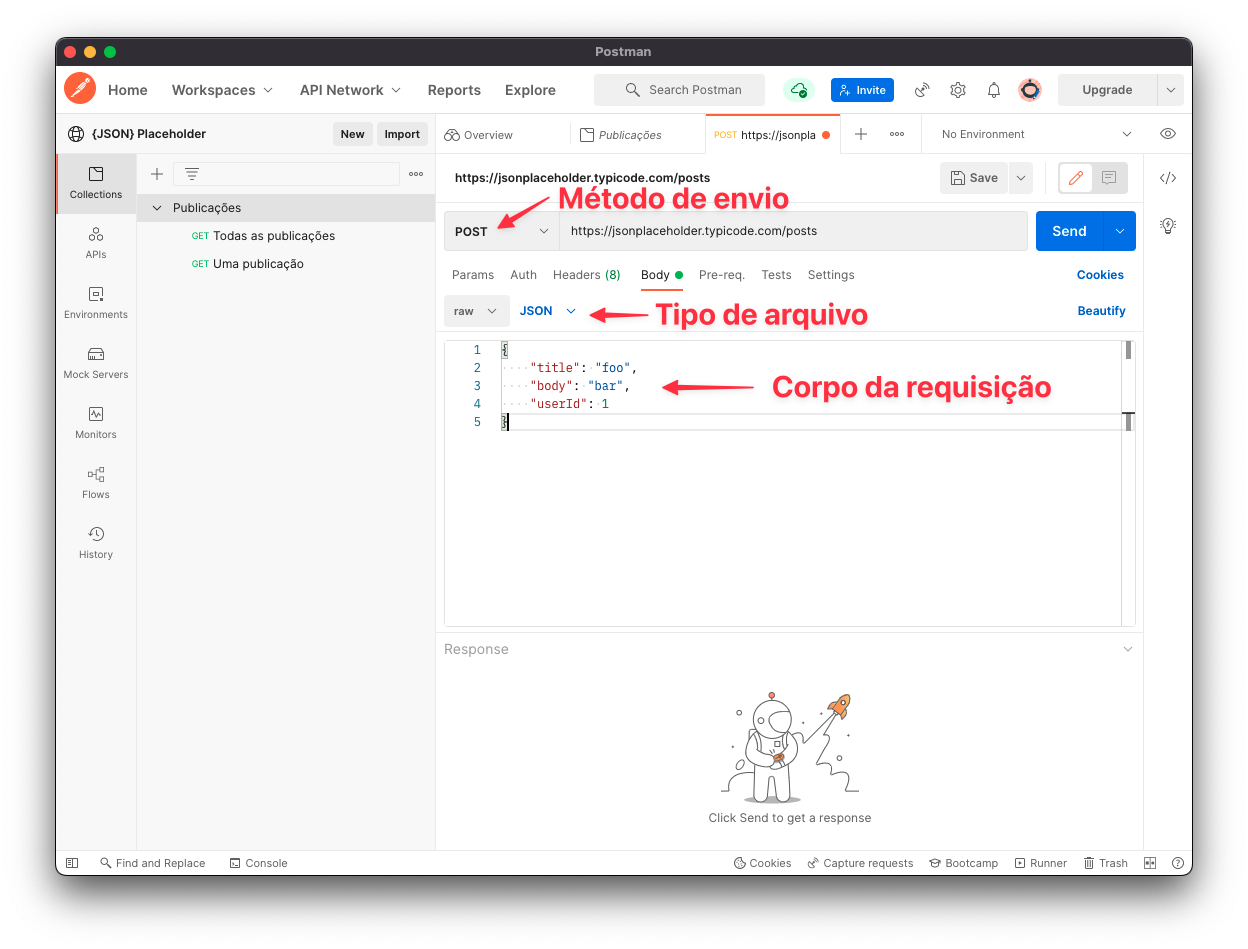 Postman
Home Workspaces API Network Reports Explore Search Postman Invite Upgrade
{JSON} Placeholder New Import
Overview Publicações POST https://jsonpla No Environment
Collections
APIs
Environments
Mock Servers
Monitors
Flows
History
Publicações
GET Todas as publicações
GET Uma publicação
https://jsonplaceholder.typicode.com/posts Save
Método de envio
POST https://jsonplaceholder.typicode.com/posts Send
Params Auth Headers (8) Body Pre-req. Tests Settings Cookies
raw JSON Tipo de arquivo Beautify
1 {
2 "title": "foo",
3 "body": "bar",
4 "userId": 1
5 }
Corpo da requisição
Response
Click Send to get a response
Find and Replace Console Cookies Capture requests Bootcamp Runner Trash